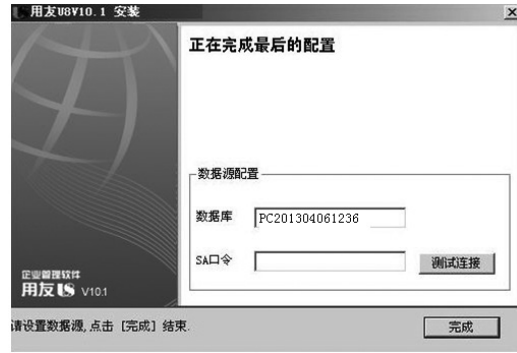 用友U8V10.1 安装
正在完成最后的配置
数据源配置
数据库 PC201304061236
SA口令 测试连接
企业管理软件
用友U8 V10.1
请设置数据源,点击 [完成] 结束.
完成